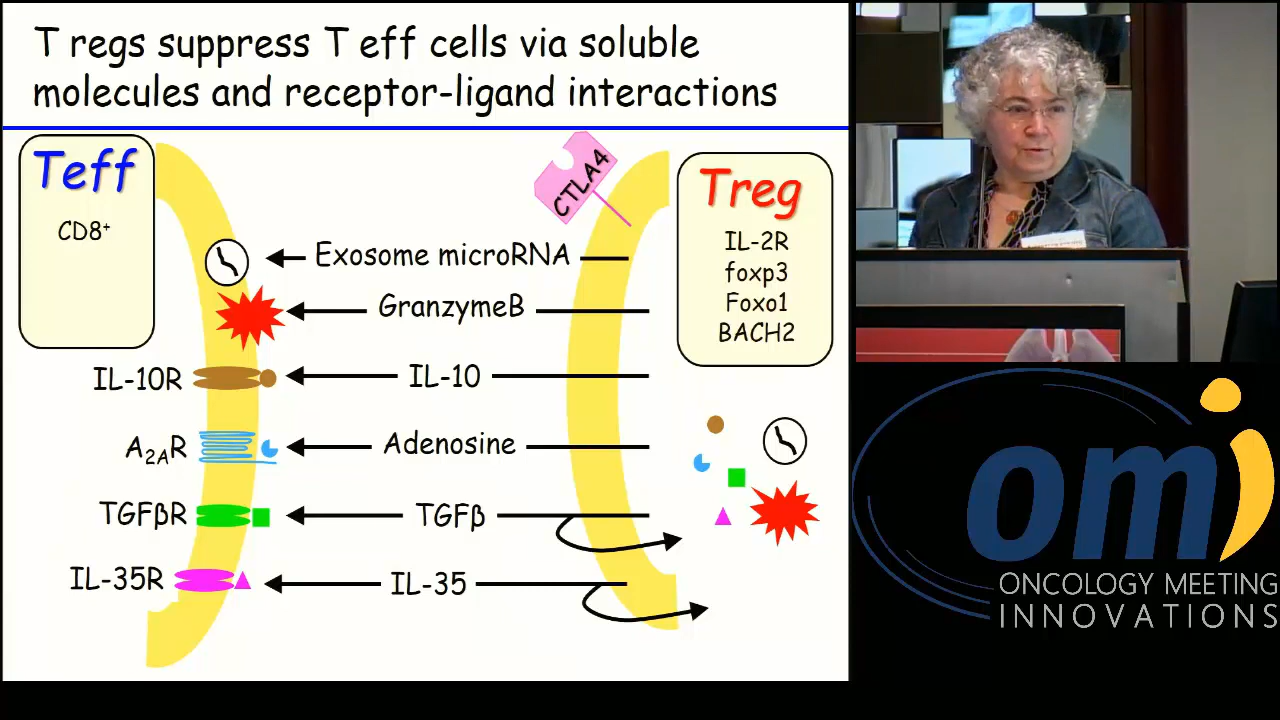 T regs suppress T eff cells via soluble
molecules and receptor-ligand interactions
Teff
CD8⁺
CTLA4
Treg
IL-2R
foxp3
Foxo1
BACH2
Exosome microRNA
GranzymeB
IL-10R
IL-10
A₂AR
Adenosine
TGFβR
TGFβ
IL-35R
IL-35
omi
ONCOLOGY MEETING
INNOVATIONS